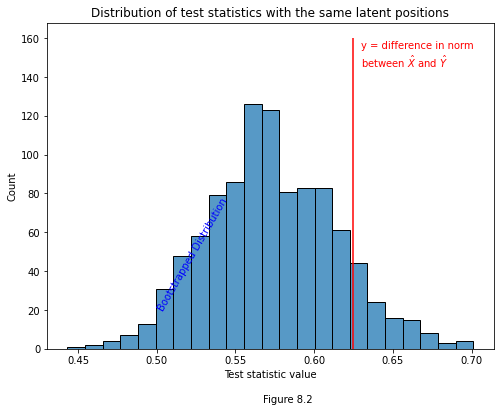 Distribution of test statistics with the same latent positions
160
140
120
100
80
60
40
20
0
Count
y = difference in norm
between X̂ and Ŷ
Bootstrapped Distribution
0.45 0.50 0.55 0.60 0.65 0.70
Test statistic value
Figure 8.2